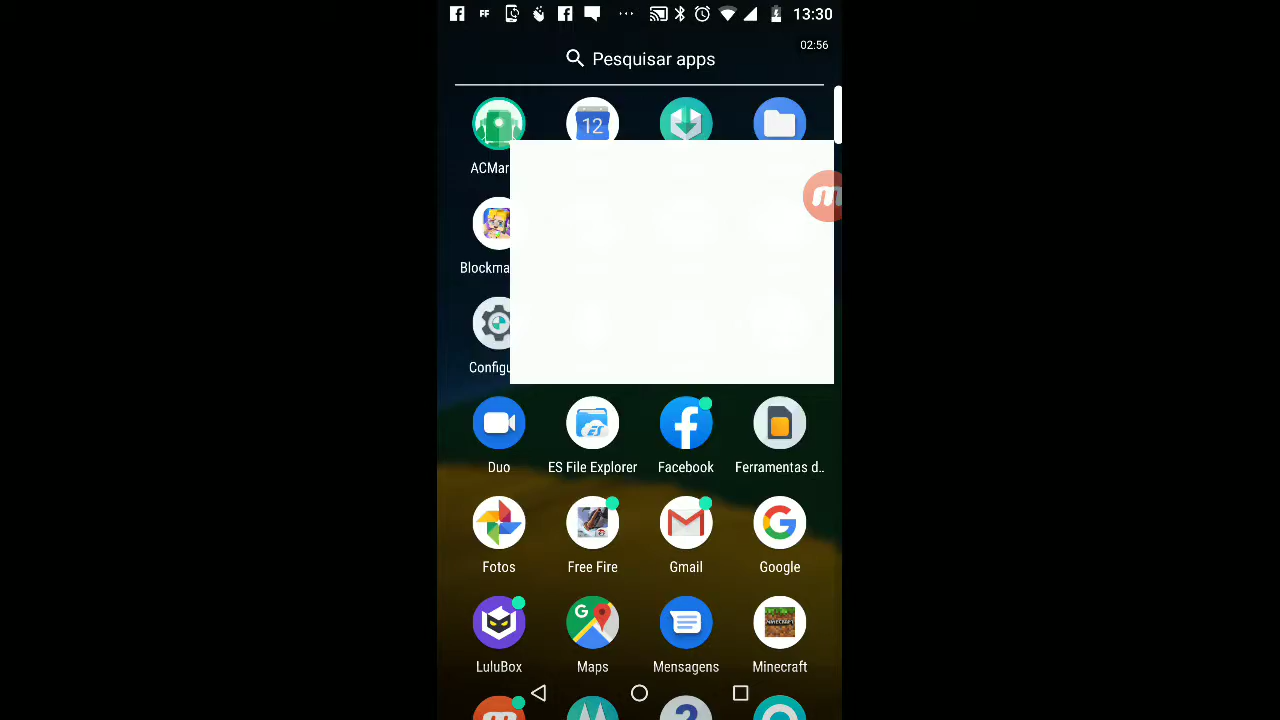 FF
13:30
02:56
Pesquisar apps
12
ACMar
Blockma
Configu
Duo
ES File Explorer
Facebook
Ferramentas d..
Fotos
Free Fire
Gmail
Google
LuluBox
Maps
Mensagens
Minecraft